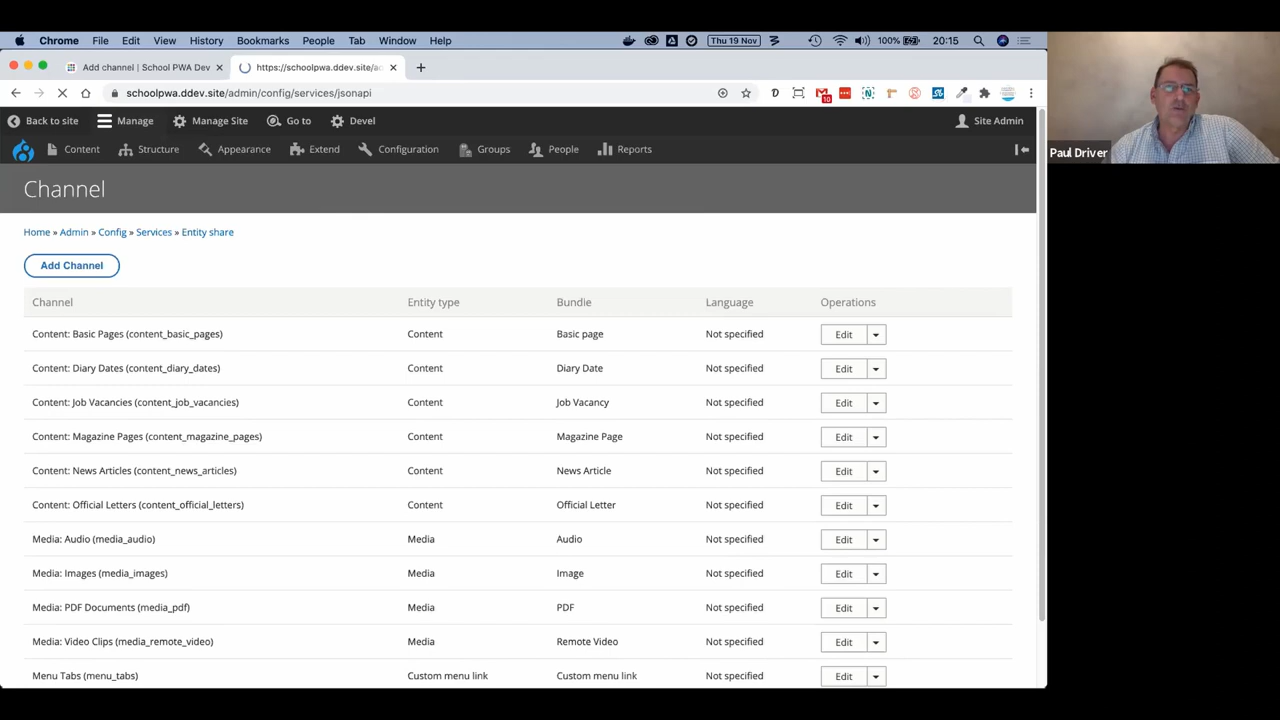 Chrome File Edit View History Bookmarks People Tab Window Help Thu 19 Nov 100% 20:15
Add channel | School PWA Dev https://schoolpwa.ddev.site/ad
schoolpwa.ddev.site/admin/config/services/jsonapi 10
Back to site Manage Manage Site Go to Devel Site Admin
Content Structure Appearance Extend Configuration Groups People Reports
Paul Driver
Channel
Home » Admin » Config » Services » Entity share
Add Channel
Channel Entity type Bundle Language Operations
Content: Basic Pages (content_basic_pages) Content Basic page Not specified Edit
Content: Diary Dates (content_diary_dates) Content Diary Date Not specified Edit
Content: Job Vacancies (content_job_vacancies) Content Job Vacancy Not specified Edit
Content: Magazine Pages (content_magazine_pages) Content Magazine Page Not specified Edit
Content: News Articles (content_news_articles) Content News Article Not specified Edit
Content: Official Letters (content_official_letters) Content Official Letter Not specified Edit
Media: Audio (media_audio) Media Audio Not specified Edit
Media: Images (media_images) Media Image Not specified Edit
Media: PDF Documents (media_pdf) Media PDF Not specified Edit
Media: Video Clips (media_remote_video) Media Remote Video Not specified Edit
Menu Tabs (menu_tabs) Custom menu link Custom menu link Not specified Edit